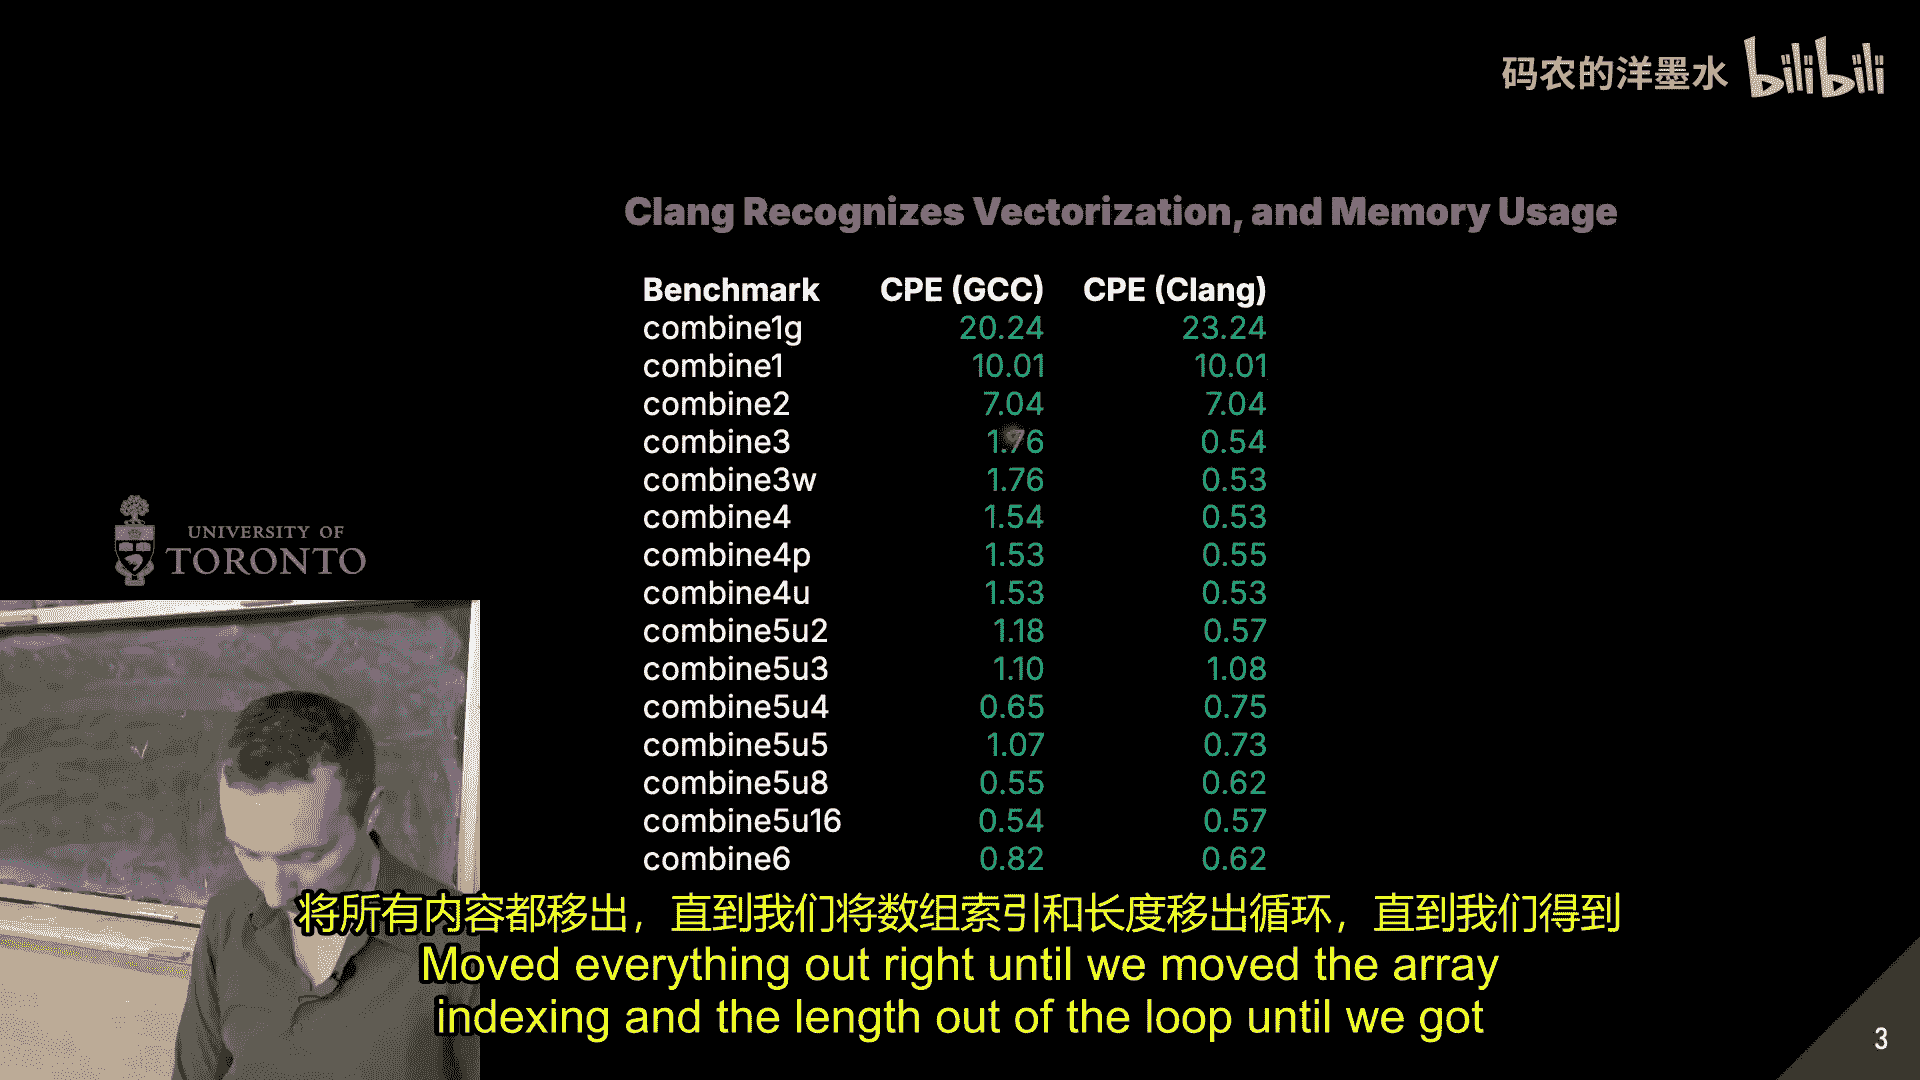 码农的洋墨水 bilibili
Clang Recognizes Vectorization, and Memory Usage
Benchmark CPE (GCC) CPE (Clang)
combine1g 20.24 23.24
combine1 10.01 10.01
combine2 7.04 7.04
combine3 1.76 0.54
combine3w 1.76 0.53
combine4 1.54 0.53
combine4p 1.53 0.55
combine4u 1.53 0.53
combine5u2 1.18 0.57
combine5u3 1.10 1.08
combine5u4 0.65 0.75
combine5u5 1.07 0.73
combine5u8 0.55 0.62
combine5u16 0.54 0.57
combine6 0.82 0.62
UNIVERSITY OF
TORONTO
将所有内容都移出，直到我们将数组索引和长度移出循环，直到我们得到
Moved everything out right until we moved the array
indexing and the length out of the loop until we got
3